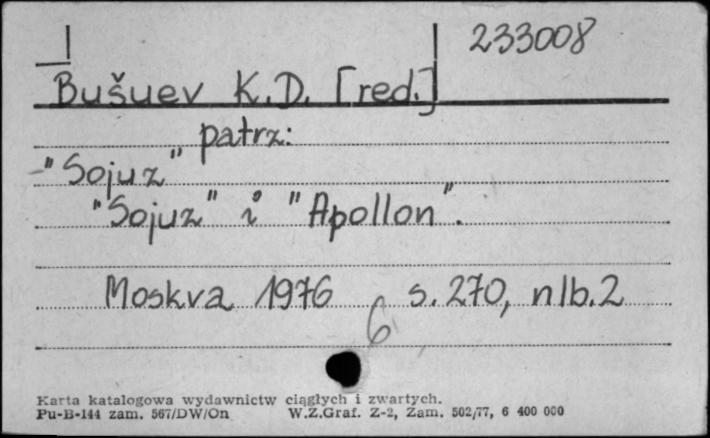 233008
Bušuev K.D. [red.]
patrz:
"Sojuz"
"Sojuz" i "Apollon".
Moskva 1976 s. 270, nlb. 2
6
Karta katalogowa wydawnictw ciągłych i zwartych.
Pu-B-144 zam. 567/DW/On W.Z.Graf. Z-2, Zam. 502/77, 6 400 000